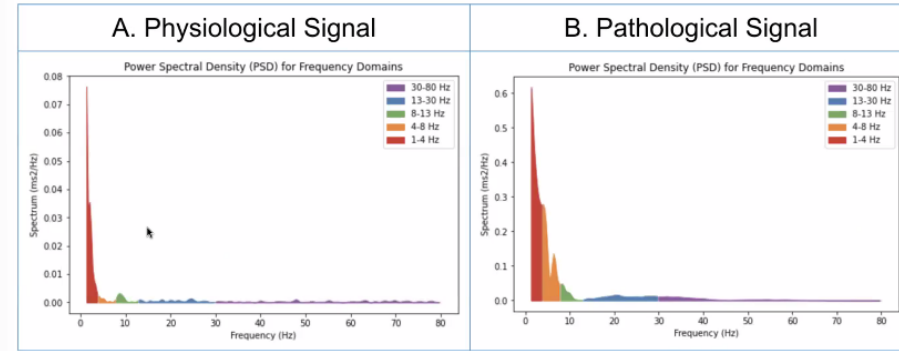 A. Physiological Signal
Power Spectral Density (PSD) for Frequency Domains
0.08
0.07
0.06
0.05
0.04
0.03
0.02
0.01
0.00
Spectrum (ms2/Hz)
30-80 Hz
13-30 Hz
8-13 Hz
4-8 Hz
1-4 Hz
0 10 20 30 40 50 60 70 80
Frequency (Hz)
B. Pathological Signal
Power Spectral Density (PSD) for Frequency Domains
0.6
0.5
0.4
0.3
0.2
0.1
0.0
Spectrum (ms2/Hz)
30-80 Hz
13-30 Hz
8-13 Hz
4-8 Hz
1-4 Hz
0 10 20 30 40 50 60 70 80
Frequency (Hz)